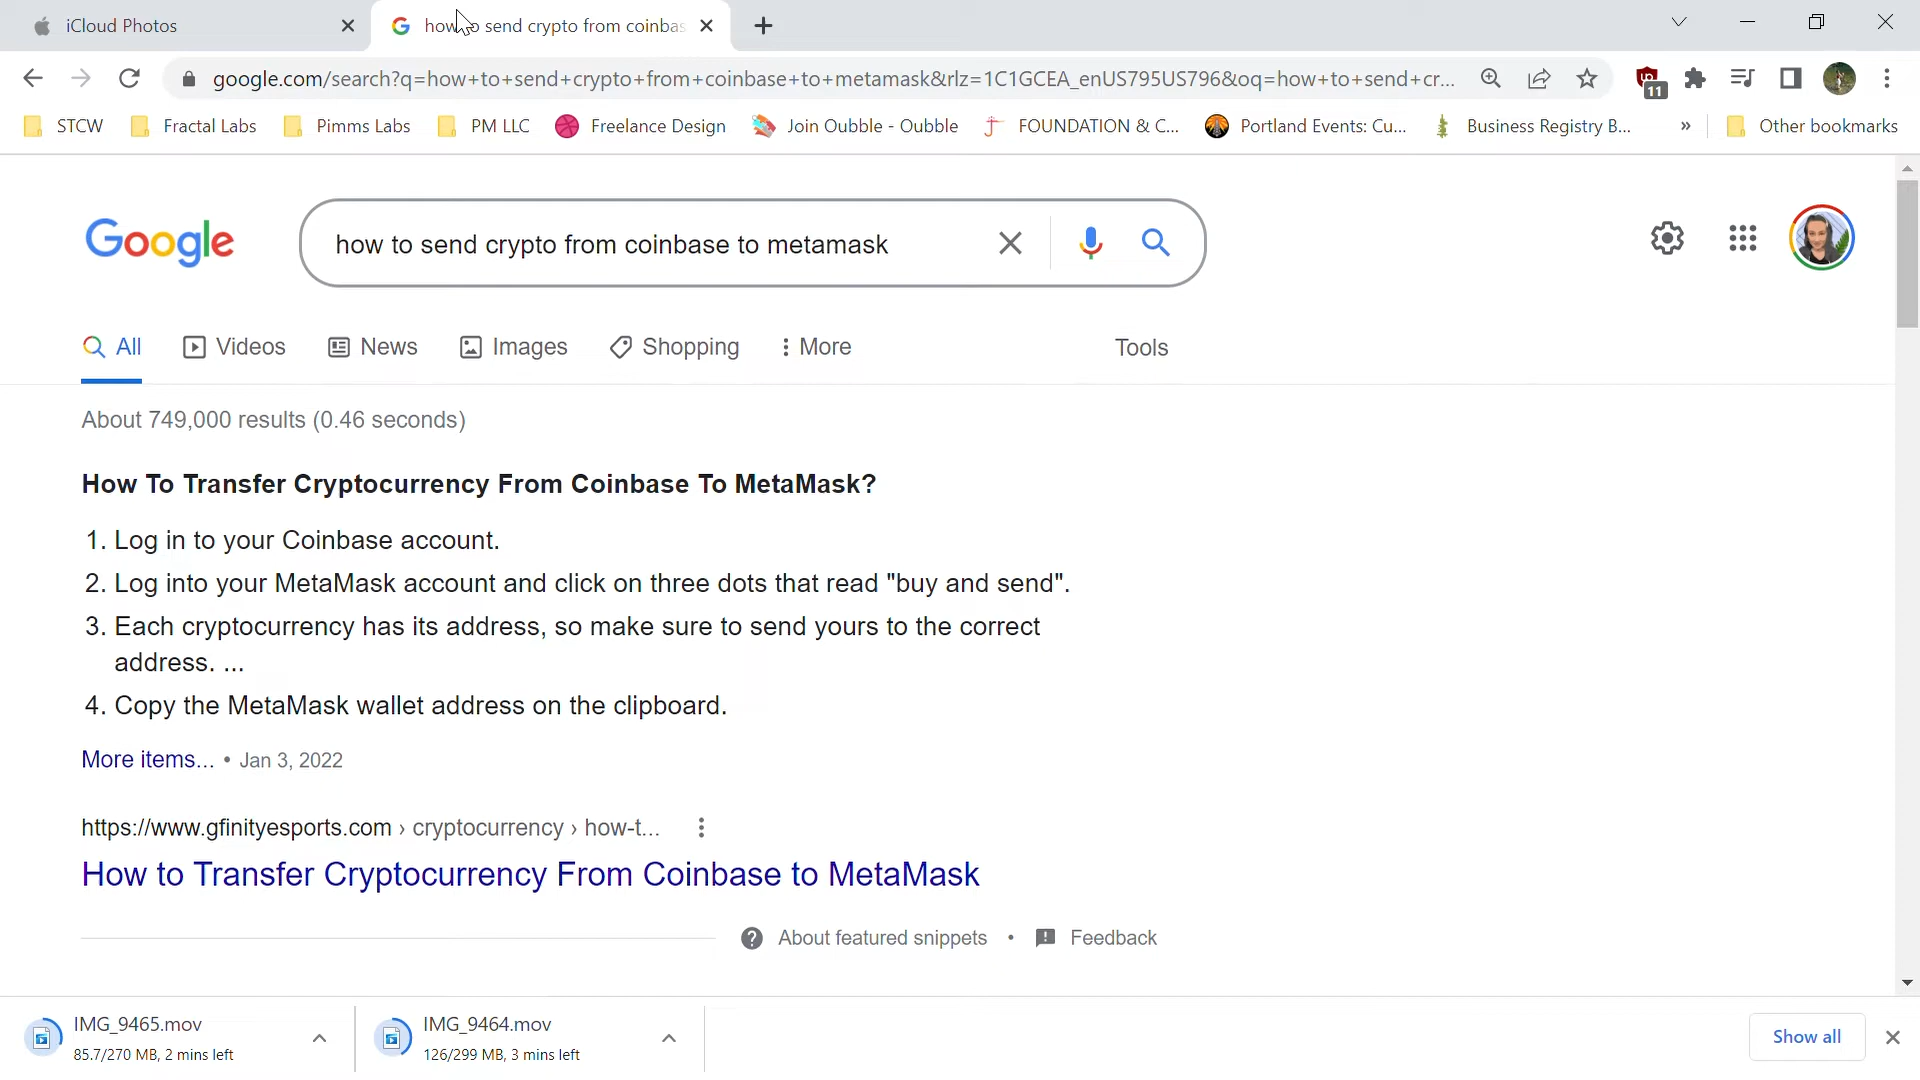 iCloud Photos
how to send crypto from coinbas
google.com/search?q=how+to+send+crypto+from+coinbase+to+metamask&rlz=1C1GCEA_enUS795US796&oq=how+to+send+cr...
11
STCW
Fractal Labs
Pimms Labs
PM LLC
Freelance Design
Join Oubble - Oubble
FOUNDATION & C...
Portland Events: Cu...
Business Registry B...
»
Other bookmarks
Google
how to send crypto from coinbase to metamask
All
Videos
News
Images
Shopping
More
Tools
About 749,000 results (0.46 seconds)
How To Transfer Cryptocurrency From Coinbase To MetaMask?
1. Log in to your Coinbase account.
2. Log into your MetaMask account and click on three dots that read "buy and send".
3. Each cryptocurrency has its address, so make sure to send yours to the correct
address. ...
4. Copy the MetaMask wallet address on the clipboard.
More items... • Jan 3, 2022
https://www.gfinityesports.com › cryptocurrency › how-t...
How to Transfer Cryptocurrency From Coinbase to MetaMask
About featured snippets • Feedback
IMG_9465.mov
85.7/270 MB, 2 mins left
IMG_9464.mov
126/299 MB, 3 mins left
Show all